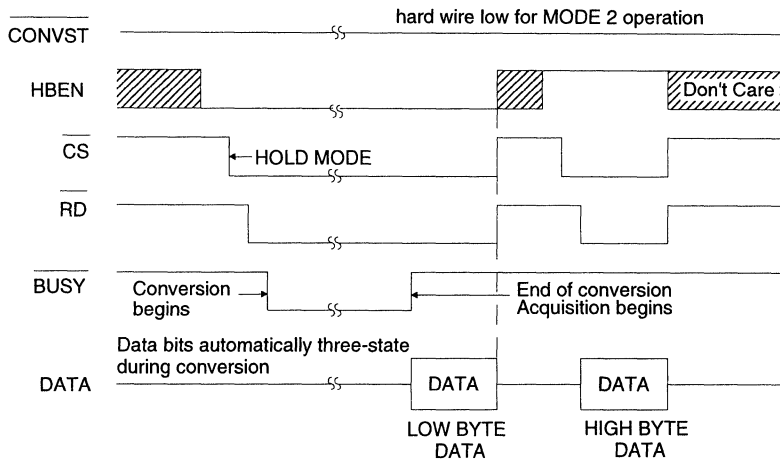 hard wire low for MODE 2 operation
CONVST
HBEN
Don't Care
CS
HOLD MODE
RD
BUSY
Conversion
begins
End of conversion
Acquisition begins
Data bits automatically three-state
during conversion
DATA
DATA
DATA
LOW BYTE
DATA
HIGH BYTE
DATA